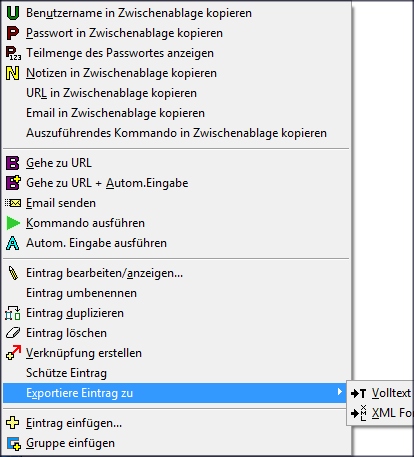 U Benutzername in Zwischenablage kopieren
P Passwort in Zwischenablage kopieren
P123 Teilmenge des Passwortes anzeigen
N Notizen in Zwischenablage kopieren
URL in Zwischenablage kopieren
Email in Zwischenablage kopieren
Auszuführendes Kommando in Zwischenablage kopieren
B Gehe zu URL
B Gehe zu URL + Autom.Eingabe
Email senden
Kommando ausführen
A Autom. Eingabe ausführen
Eintrag bearbeiten/anzeigen...
Eintrag umbenennen
Eintrag duplizieren
Eintrag löschen
Verknüpfung erstellen
Schütze Eintrag
Exportiere Eintrag zu
T Volltext
XML XML Fo
Eintrag einfügen...
Gruppe einfügen